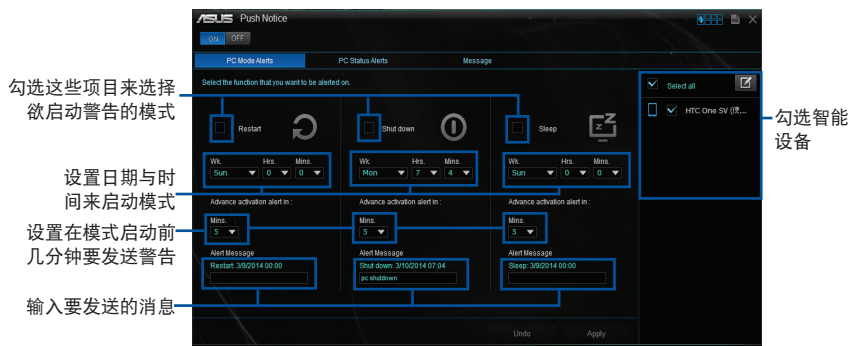 ASUS Push Notice
ON OFF
PC Mode Alerts PC Status Alerts Message
Select the function that you want to be alerted on.
Select all
HTC One SV
勾选这些项目来选择
欲启动警告的模式
勾选智能
设备
Restart Shut down Sleep
Wk. Hrs. Mins. Wk. Hrs. Mins. Wk. Hrs. Mins.
Sun 0 0 Mon 7 4 Sun 0 0
设置日期与时
间来启动模式
Advance activation alert in : Advance activation alert in : Advance activation alert in :
Mins. Mins. Mins.
5 5 5
设置在模式启动前
几分钟要发送警告
Alert Message Alert Message Alert Message
Restart: 3/9/2014 00:00 Shut down: 3/10/2014 07:04 Sleep: 3/9/2014 00:00
pc shutdown
输入要发送的消息
Undo Apply